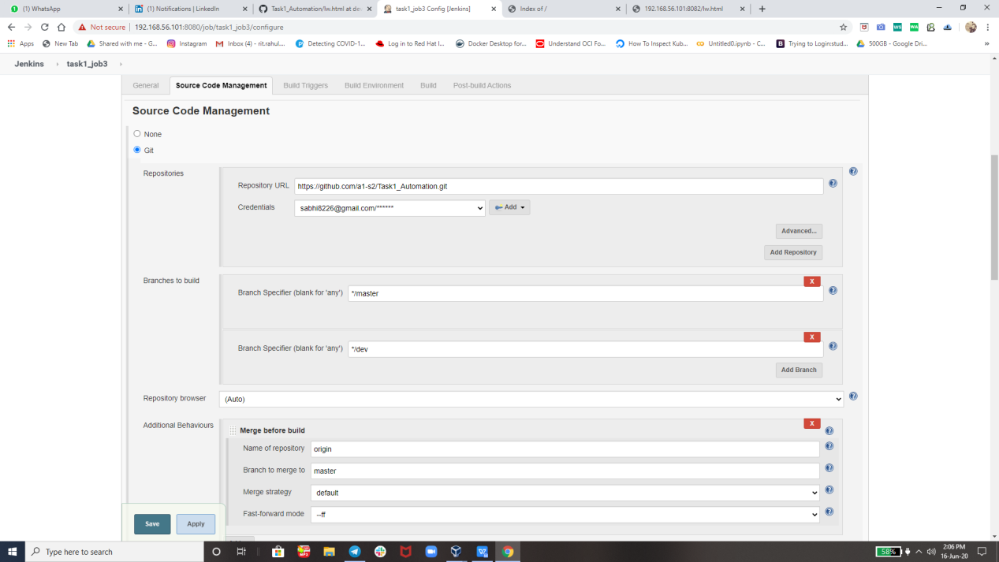 (1) WhatsApp
(1) Notifications | LinkedIn
Task1_Automation/lw.html at de
task1_job3 Config [Jenkins]
Index of /
192.168.56.101:8082/lw.html
Not secure | 192.168.56.101:8080/job/task1_job3/configure
Apps New Tab Shared with me - G... Instagram Inbox (40) - rit.rahul... Detecting COVID-1... Log in to Red Hat I... Docker Desktop for... Understand OCI Fo... How To Inspect Kub... Untitled0.ipynb - C... Trying to Loginstud... 500GB - Google Dri... »
Jenkins › task1_job3 ›
General Source Code Management Build Triggers Build Environment Build Post-build Actions
Source Code Management
None
Git
Repositories
Repository URL https://github.com/a1-s2/Task1_Automation.git
Credentials sabhi8226@gmail.com/****** Add
Advanced...
Add Repository
Branches to build
X
Branch Specifier (blank for 'any') */master
X
Branch Specifier (blank for 'any') */dev
Add Branch
Repository browser (Auto)
Additional Behaviours
X
Merge before build
Name of repository origin
Branch to merge to master
Merge strategy default
Fast-forward mode --ff
Save Apply
Type here to search
58%
2:06 PM
16-Jun-20